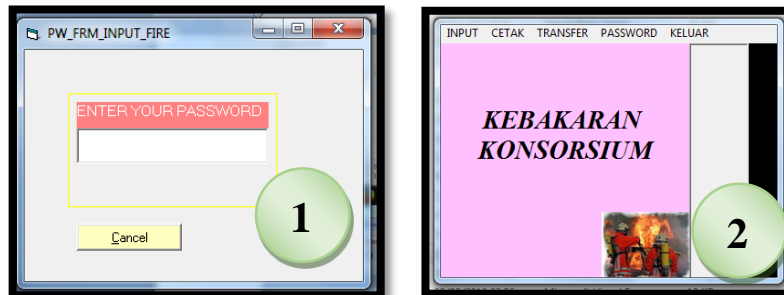 PW_FRM_INPUT_FIRE
ENTER YOUR PASSWORD
Cancel
1
INPUT CETAK TRANSFER PASSWORD KELUAR
KEBAKARAN
KONSORSIUM
2